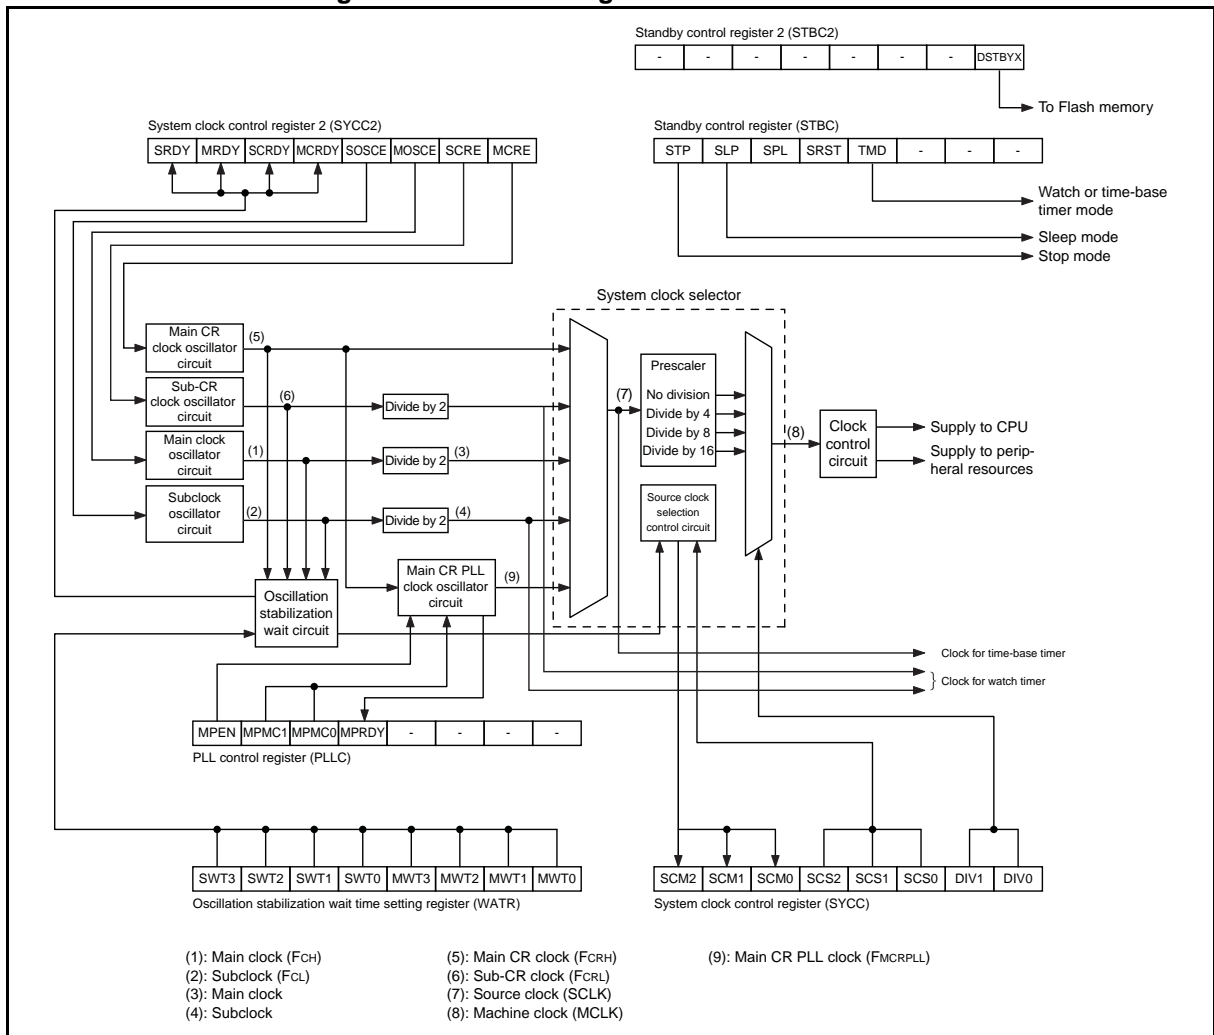 Standby control register 2 (STBC2)
- - - - - - - DSTBYX
To Flash memory
System clock control register 2 (SYCC2)
SRDY MRDY SCRDY MCRDY SOSCE MOSCE SCRE MCRE
Standby control register (STBC)
STP SLP SPL SRST TMD - - -
Watch or time-base
timer mode
Sleep mode
Stop mode
System clock selector
Main CR
clock oscillator
circuit
(5)
Sub-CR
clock oscillator
circuit
(6)
Divide by 2
Main clock
oscillator
circuit
(1)
Divide by 2
(3)
Subclock
oscillator
circuit
(2)
Divide by 2
(4)
(7)
Prescaler
No division
Divide by 4
Divide by 8
Divide by 16
(8)
Clock
control
circuit
Supply to CPU
Supply to perip-
heral resources
Source clock
selection
control circuit
Main CR PLL
clock oscillator
circuit
(9)
Oscillation
stabilization
wait circuit
Clock for time-base timer
Clock for watch timer
MPEN MPMC1 MPMC0 MPRDY - - - -
PLL control register (PLLC)
SWT3 SWT2 SWT1 SWT0 MWT3 MWT2 MWT1 MWT0
Oscillation stabilization wait time setting register (WATR)
SCM2 SCM1 SCM0 SCS2 SCS1 SCS0 DIV1 DIV0
System clock control register (SYCC)
(1): Main clock (FCH)
(2): Subclock (FCL)
(3): Main clock
(4): Subclock
(5): Main CR clock (FCRH)
(6): Sub-CR clock (FCRL)
(7): Source clock (SCLK)
(8): Machine clock (MCLK)
(9): Main CR PLL clock (FMCRPLL)